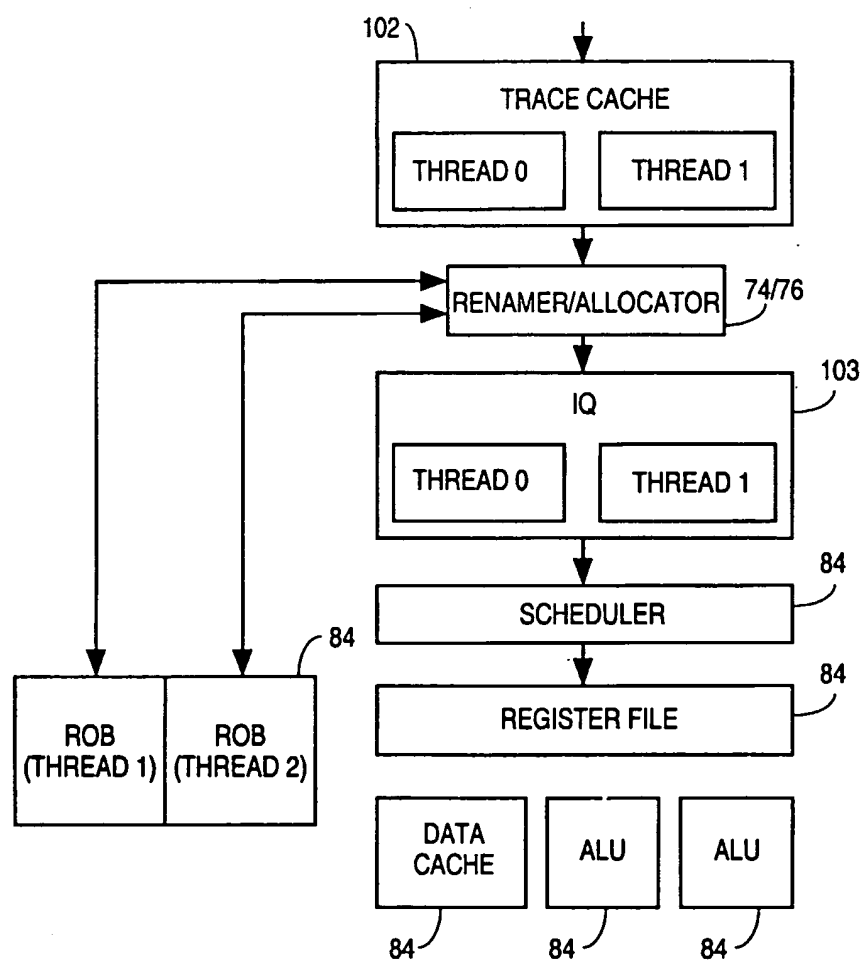 102
TRACE CACHE
THREAD 0
THREAD 1
RENAMER/ALLOCATOR
74/76
103
IQ
THREAD 0
THREAD 1
84
SCHEDULER
84
84
REGISTER FILE
ROB
(THREAD 1)
ROB
(THREAD 2)
DATA
CACHE
ALU
ALU
84
84
84